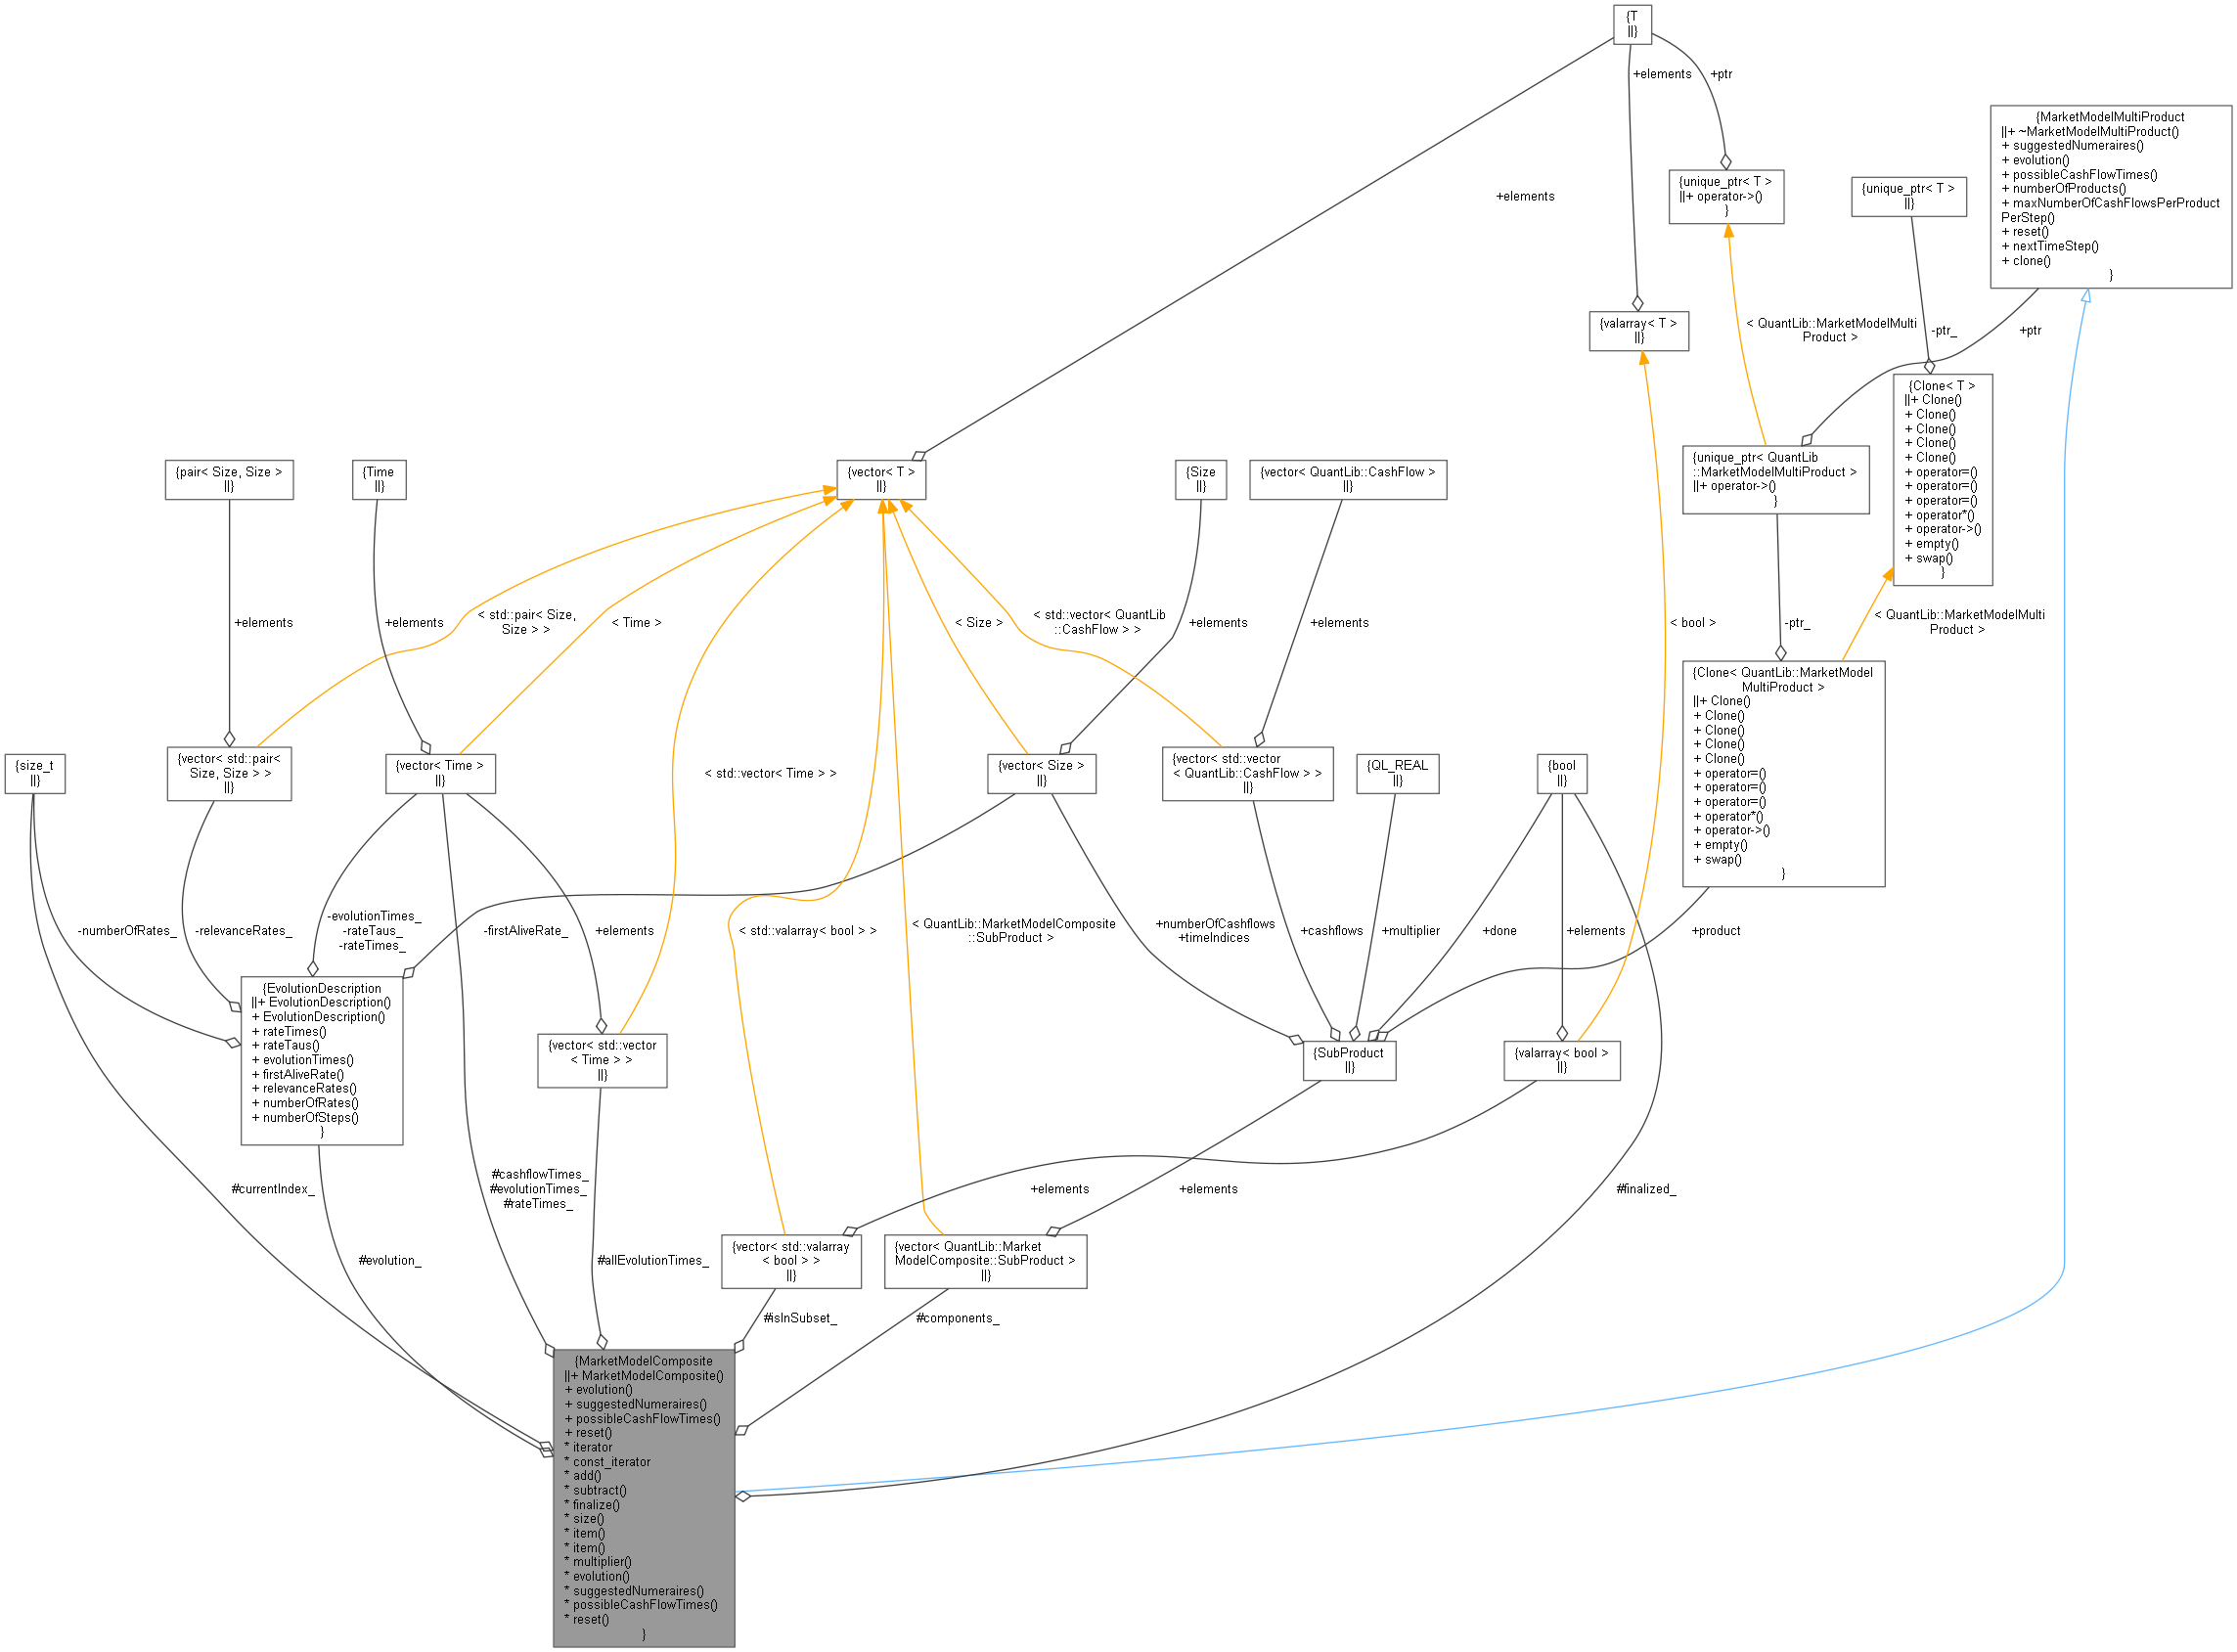 {T
||}
+elements
+ptr
+elements
{MarketModelMultiProduct
||+ ~MarketModelMultiProduct()
+ suggestedNumeraires()
+ evolution()
+ possibleCashFlowTimes()
+ numberOfProducts()
+ maxNumberOfCashFlowsPerProduct
PerStep()
+ reset()
+ nextTimeStep()
+ clone()
}
{unique_ptr< T >
||+ operator->()
}
{unique_ptr< T >
||}
{valarray< T >
||}
< QuantLib::MarketModelMulti
Product >
-ptr_
+ptr
{Clone< T >
||+ Clone()
+ Clone()
+ Clone()
+ Clone()
+ Clone()
+ operator=()
+ operator=()
+ operator=()
+ operator*()
+ operator->()
+ empty()
+ swap()
}
{unique_ptr< QuantLib
::MarketModelMultiProduct >
||+ operator->()
}
{pair< Size, Size >
||}
{Time
||}
{vector< T >
||}
{Size
||}
{vector< QuantLib::CashFlow >
||}
+elements
+elements
< std::pair< Size,
Size > >
< Time >
< Size >
< std::vector< QuantLib
::CashFlow > >
+elements
+elements
< bool >
-ptr_
< QuantLib::MarketModelMulti
Product >
{Clone< QuantLib::MarketModel
MultiProduct >
||+ Clone()
+ Clone()
+ Clone()
+ Clone()
+ Clone()
+ operator=()
+ operator=()
+ operator=()
+ operator*()
+ operator->()
+ empty()
+ swap()
}
{size_t
||}
{vector< std::pair<
Size, Size > >
||}
{vector< Time >
||}
< std::vector< Time > >
{vector< Size >
||}
{vector< std::vector
< QuantLib::CashFlow > >
||}
{QL_REAL
||}
{bool
||}
-numberOfRates_
-relevanceRates_
-evolutionTimes_
-rateTaus_
-rateTimes_
-firstAliveRate_
+elements
< std::valarray< bool > >
< QuantLib::MarketModelComposite
::SubProduct >
+numberOfCashflows
+timeIndices
+cashflows
+multiplier
+done
+elements
+product
{EvolutionDescription
||+ EvolutionDescription()
+ EvolutionDescription()
+ rateTimes()
+ rateTaus()
+ evolutionTimes()
+ firstAliveRate()
+ relevanceRates()
+ numberOfRates()
+ numberOfSteps()
}
{vector< std::vector
< Time > >
||}
{SubProduct
||}
{valarray< bool >
||}
#currentIndex_
#cashflowTimes_
#evolutionTimes_
#rateTimes_
+elements
+elements
#finalized_
#evolution_
#allEvolutionTimes_
{vector< std::valarray
< bool > >
||}
{vector< QuantLib::Market
ModelComposite::SubProduct >
||}
#isInSubset_
#components_
{MarketModelComposite
||+ MarketModelComposite()
+ evolution()
+ suggestedNumeraires()
+ possibleCashFlowTimes()
+ reset()
* iterator
* const_iterator
* add()
* subtract()
* finalize()
* size()
* item()
* item()
* multiplier()
* evolution()
* suggestedNumeraires()
* possibleCashFlowTimes()
* reset()
}